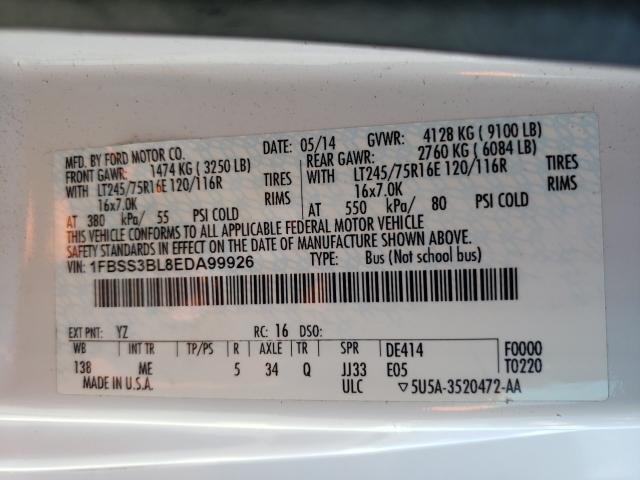 MFD. BY FORD MOTOR CO. DATE: 05/14 GVWR: 4128 KG ( 9100 LB)
FRONT GAWR: 1474 KG ( 3250 LB) REAR GAWR: 2760 KG ( 6084 LB)
WITH LT245/75R16E 120/116R TIRES WITH LT245/75R16E 120/116R TIRES
16x7.0K RIMS 16x7.0K RIMS
AT 380 kPa/ 55 PSI COLD AT 550 kPa/ 80 PSI COLD
THIS VEHICLE CONFORMS TO ALL APPLICABLE FEDERAL MOTOR VEHICLE
SAFETY STANDARDS IN EFFECT ON THE DATE OF MANUFACTURE SHOWN ABOVE.
VIN: 1FBSS3BL8EDA99926 TYPE: Bus (Not school bus)
EXT PNT: YZ RC: 16 DSO:
WB INT TR TP/PS R AXLE TR SPR DE414 F0000
138 ME 5 34 Q JJ33 E05 T0220
MADE IN U.S.A. ULC ▽5U5A-3520472-AA